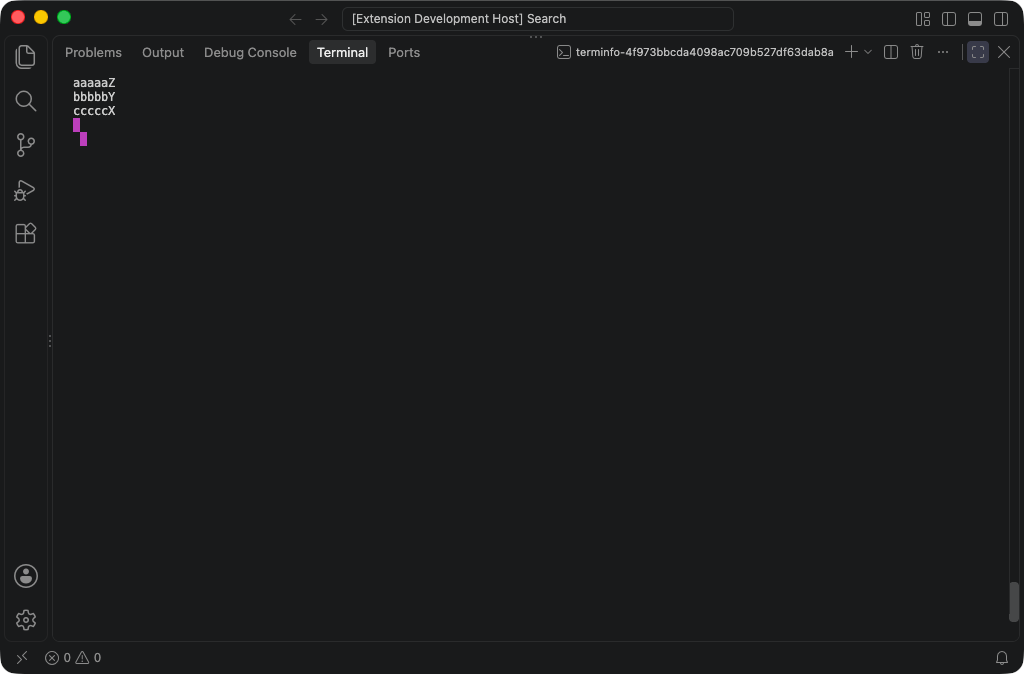 [Extension Development Host] Search
Problems Output Debug Console Terminal Ports terminfo-4f973bbcda4098ac709b527df63dab8a
aaaaaZ
bbbbbY
cccccX
0 0